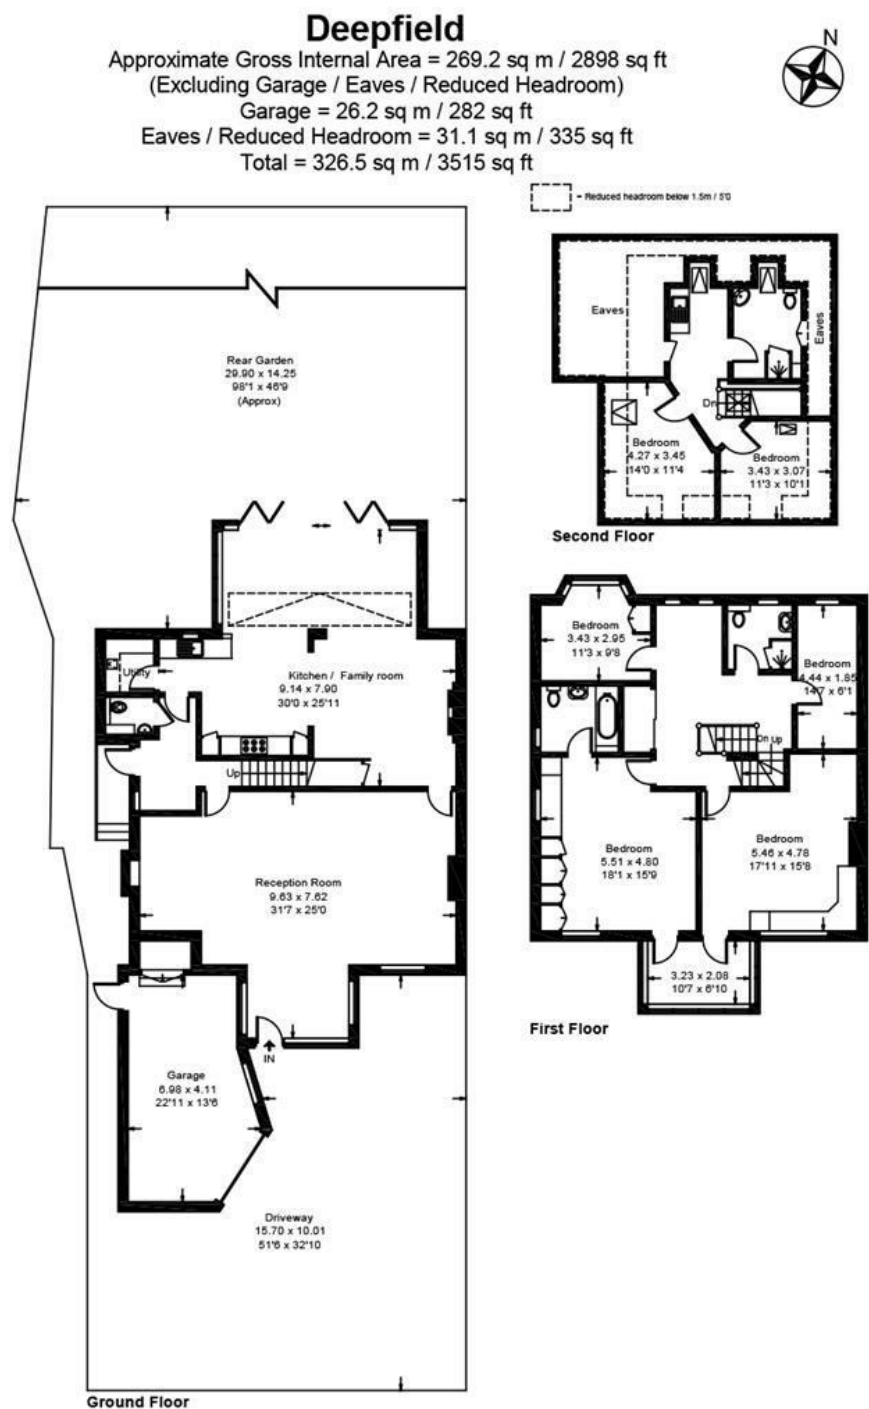 Deepfield
Approximate Gross Internal Area = 269.2 sq m / 2898 sq ft
(Excluding Garage / Eaves / Reduced Headroom)
Garage = 26.2 sq m / 282 sq ft
Eaves / Reduced Headroom = 31.1 sq m / 335 sq ft
Total = 326.5 sq m / 3515 sq ft
N
- Reduced headroom below 1.5m / 5'0
Eaves
Eaves
Dn
Bedroom
4.27 x 3.45
14'0 x 11'4
Bedroom
3.43 x 3.07
11'3 x 10'1
Second Floor
Rear Garden
29.90 x 14.25
98'1 x 46'9
(Approx)
Utility
Kitchen / Family room
9.14 x 7.90
30'0 x 25'11
Up
Reception Room
9.63 x 7.62
31'7 x 25'0
IN
Garage
6.98 x 4.11
22'11 x 13'6
Driveway
15.70 x 10.01
51'6 x 32'10
Ground Floor
Bedroom
3.43 x 2.95
11'3 x 9'8
Bedroom
4.44 x 1.85
14'7 x 6'1
Dn Up
Bedroom
5.51 x 4.80
18'1 x 15'9
Bedroom
5.46 x 4.78
17'11 x 15'8
3.23 x 2.08
10'7 x 6'10
First Floor